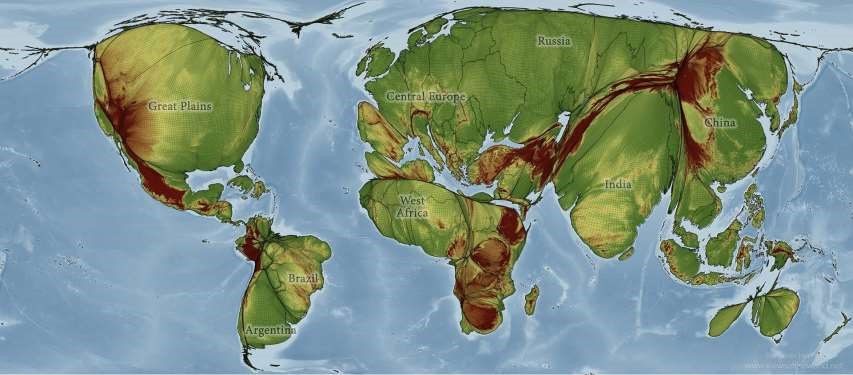 Russia
Great Plains
Central Europe
China
India
West
Africa
Brazil
Argentina